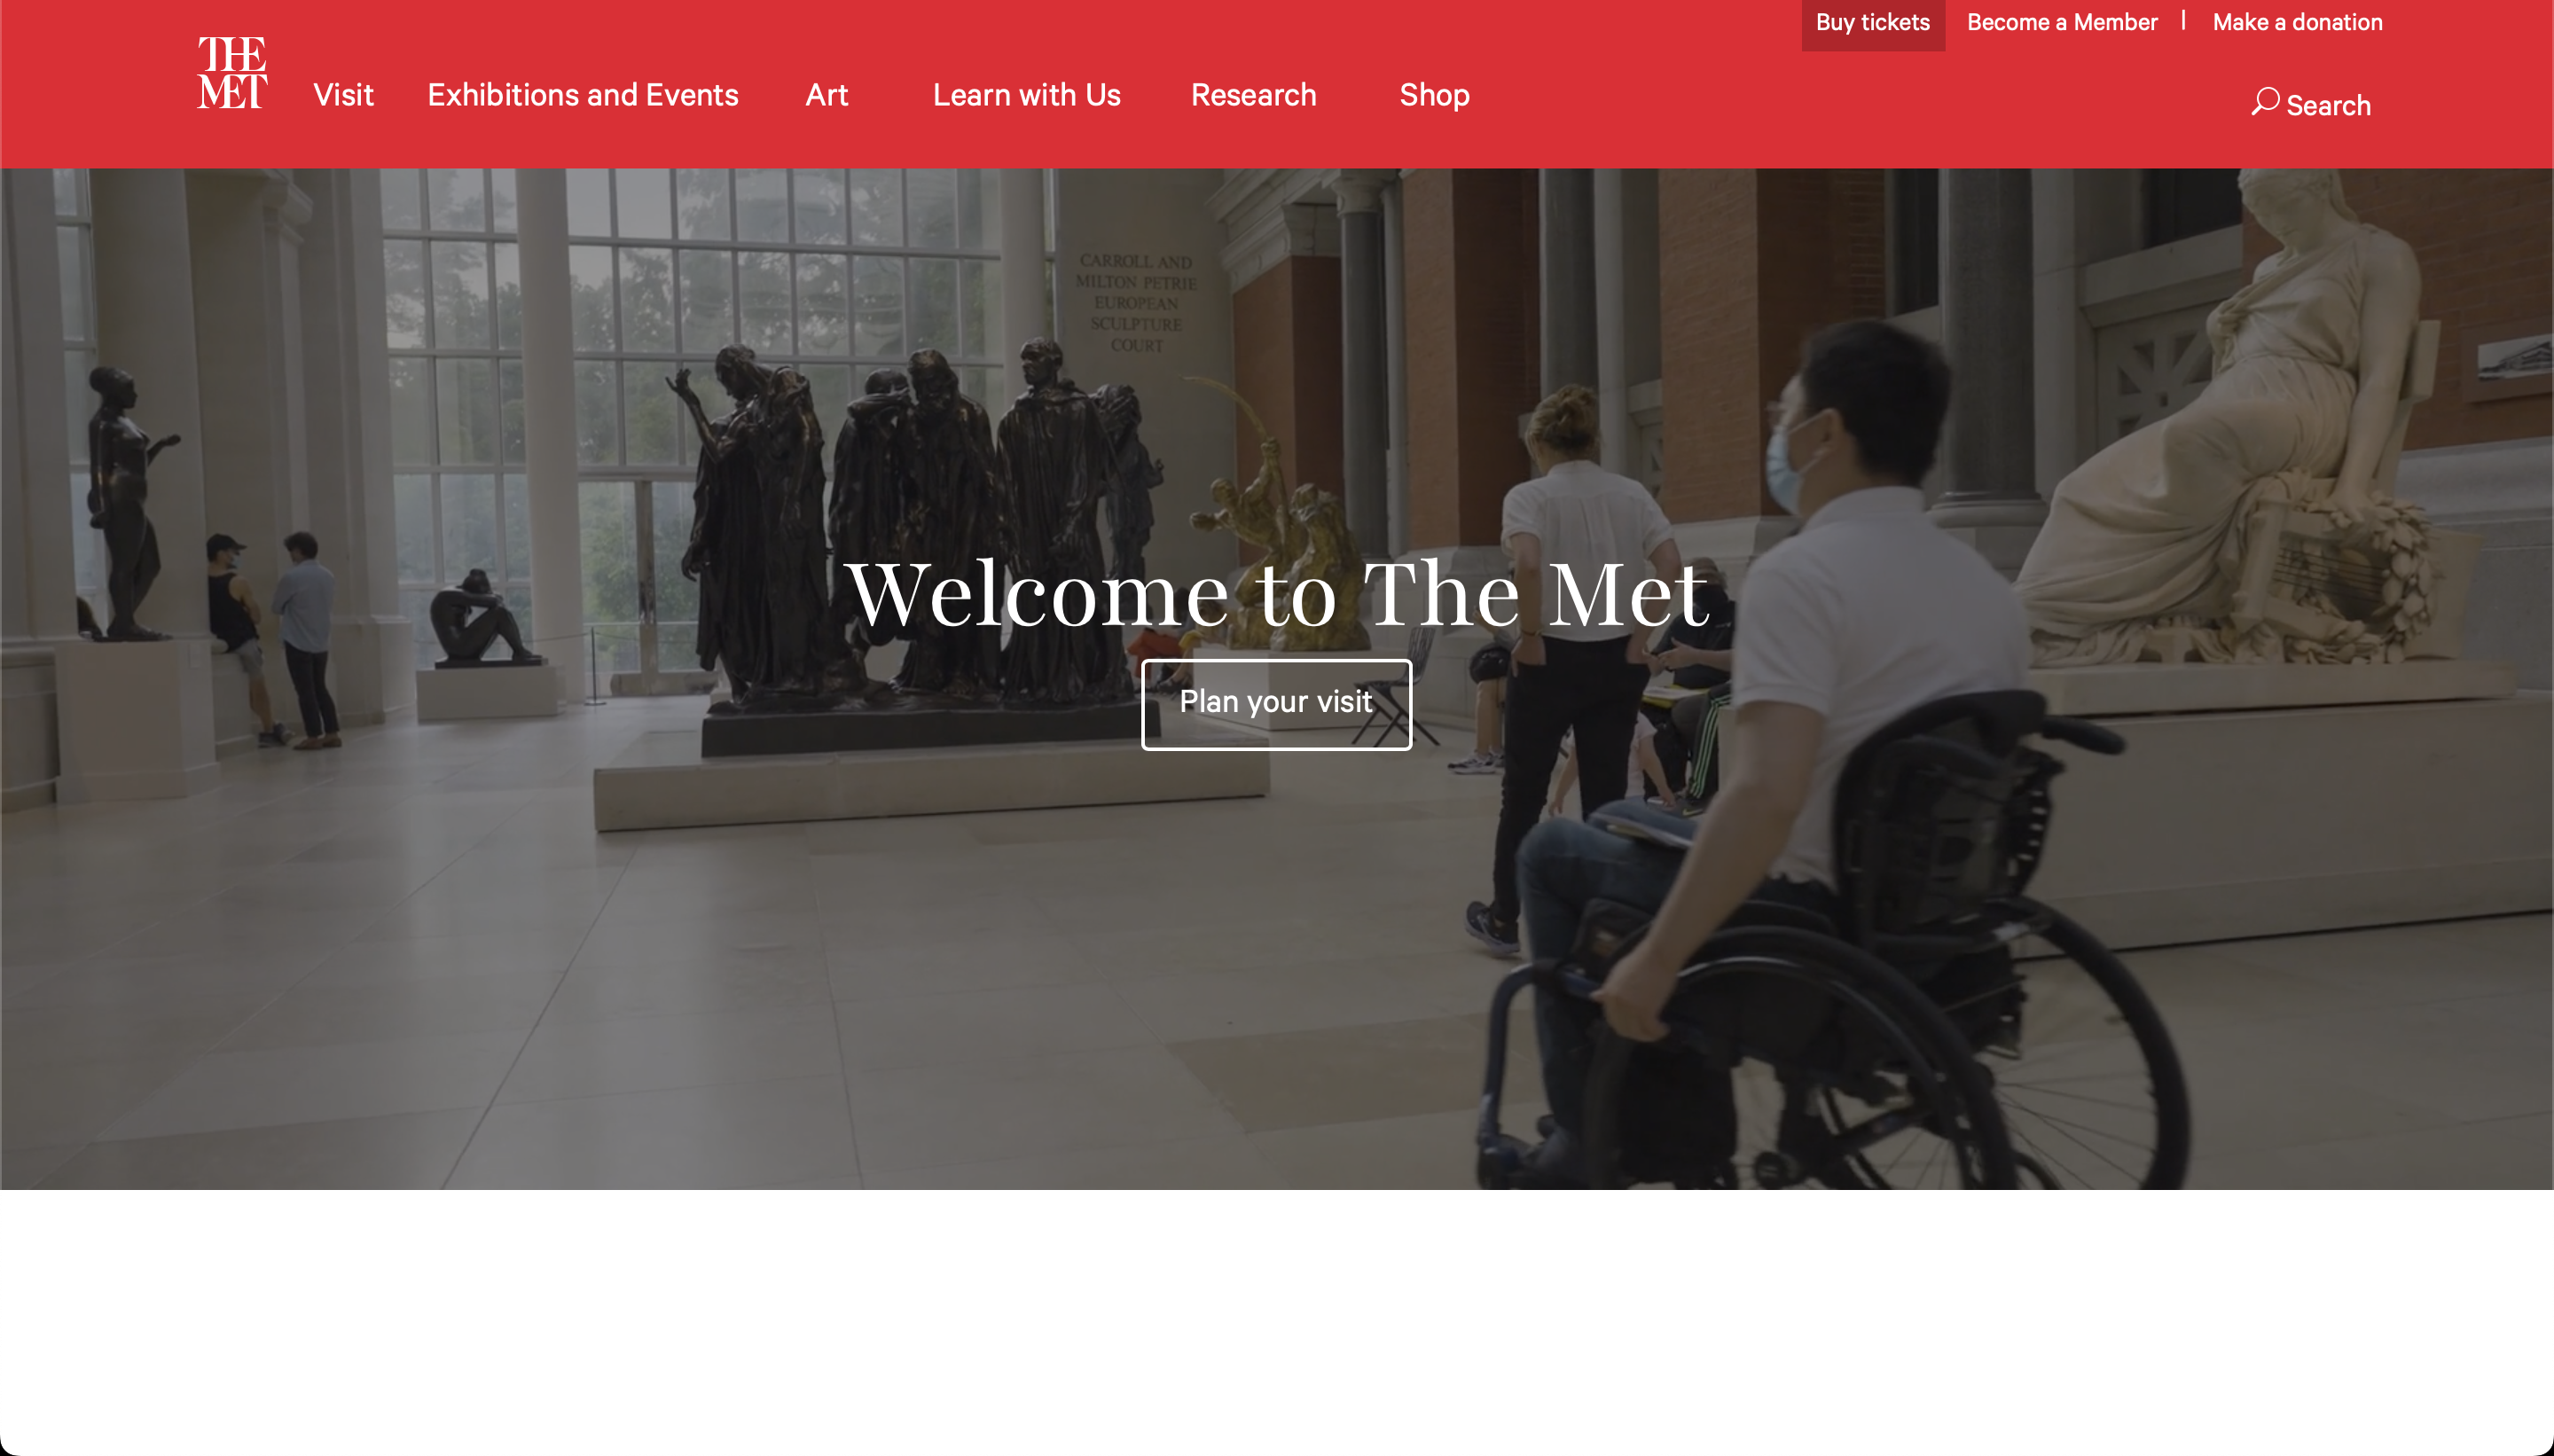 Buy tickets Become a Member | Make a donation
THE
MET
Visit Exhibitions and Events Art Learn with Us Research Shop
Search
CARROLL AND
MILTON PETRIE
EUROPEAN
SCULPTURE
COURT
Welcome to The Met
Plan your visit